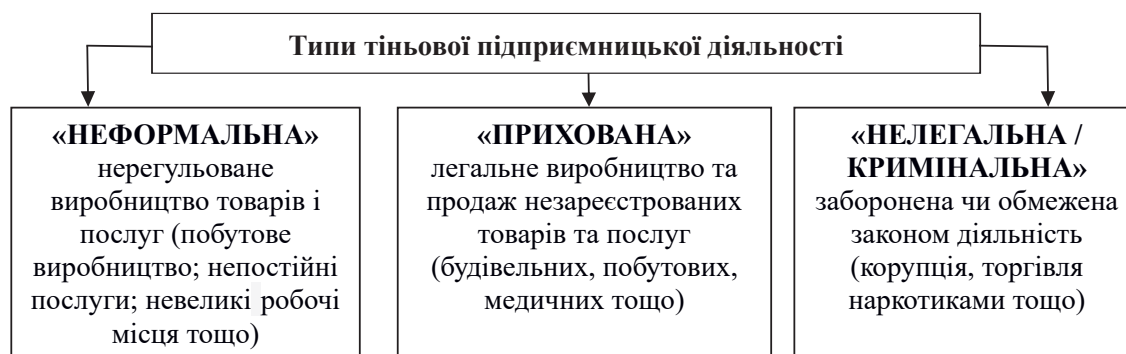 Типи тіньової підприємницької діяльності
«НЕФОРМАЛЬНА»
нерегульоване
виробництво товарів і
послуг (побутове
виробництво; непостійні
послуги; невеликі робочі
місця тощо)
«ПРИХОВАНА»
легальне виробництво та
продаж незареєстрованих
товарів та послуг
(будівельних, побутових,
медичних тощо)
«НЕЛЕГАЛЬНА /
КРИМІНАЛЬНА»
заборонена чи обмежена
законом діяльність
(корупція, торгівля
наркотиками тощо)